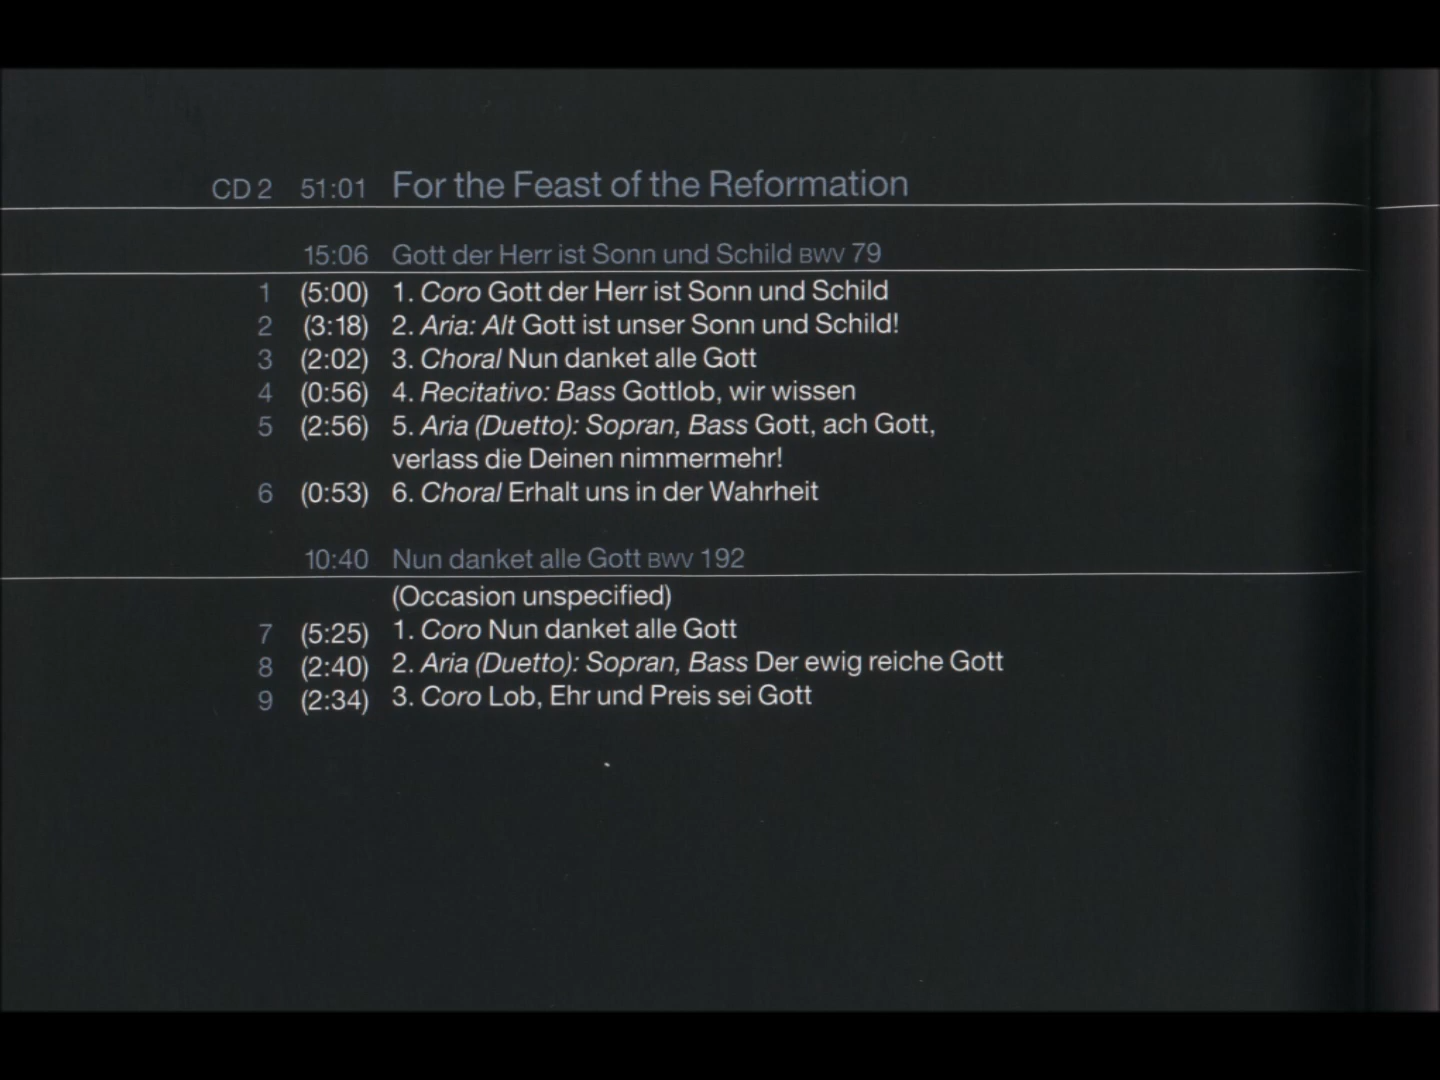 CD 2 51:01 For the Feast of the Reformation
15:06 Gott der Herr ist Sonn und Schild BWV 79
1 (5:00) 1. Coro Gott der Herr ist Sonn und Schild
2 (3:18) 2. Aria: Alt Gott ist unser Sonn und Schild!
3 (2:02) 3. Choral Nun danket alle Gott
4 (0:56) 4. Recitativo: Bass Gottlob, wir wissen
5 (2:56) 5. Aria (Duetto): Sopran, Bass Gott, ach Gott,
verlass die Deinen nimmermehr!
6 (0:53) 6. Choral Erhalt uns in der Wahrheit
10:40 Nun danket alle Gott BWV 192
(Occasion unspecified)
7 (5:25) 1. Coro Nun danket alle Gott
8 (2:40) 2. Aria (Duetto): Sopran, Bass Der ewig reiche Gott
9 (2:34) 3. Coro Lob, Ehr und Preis sei Gott